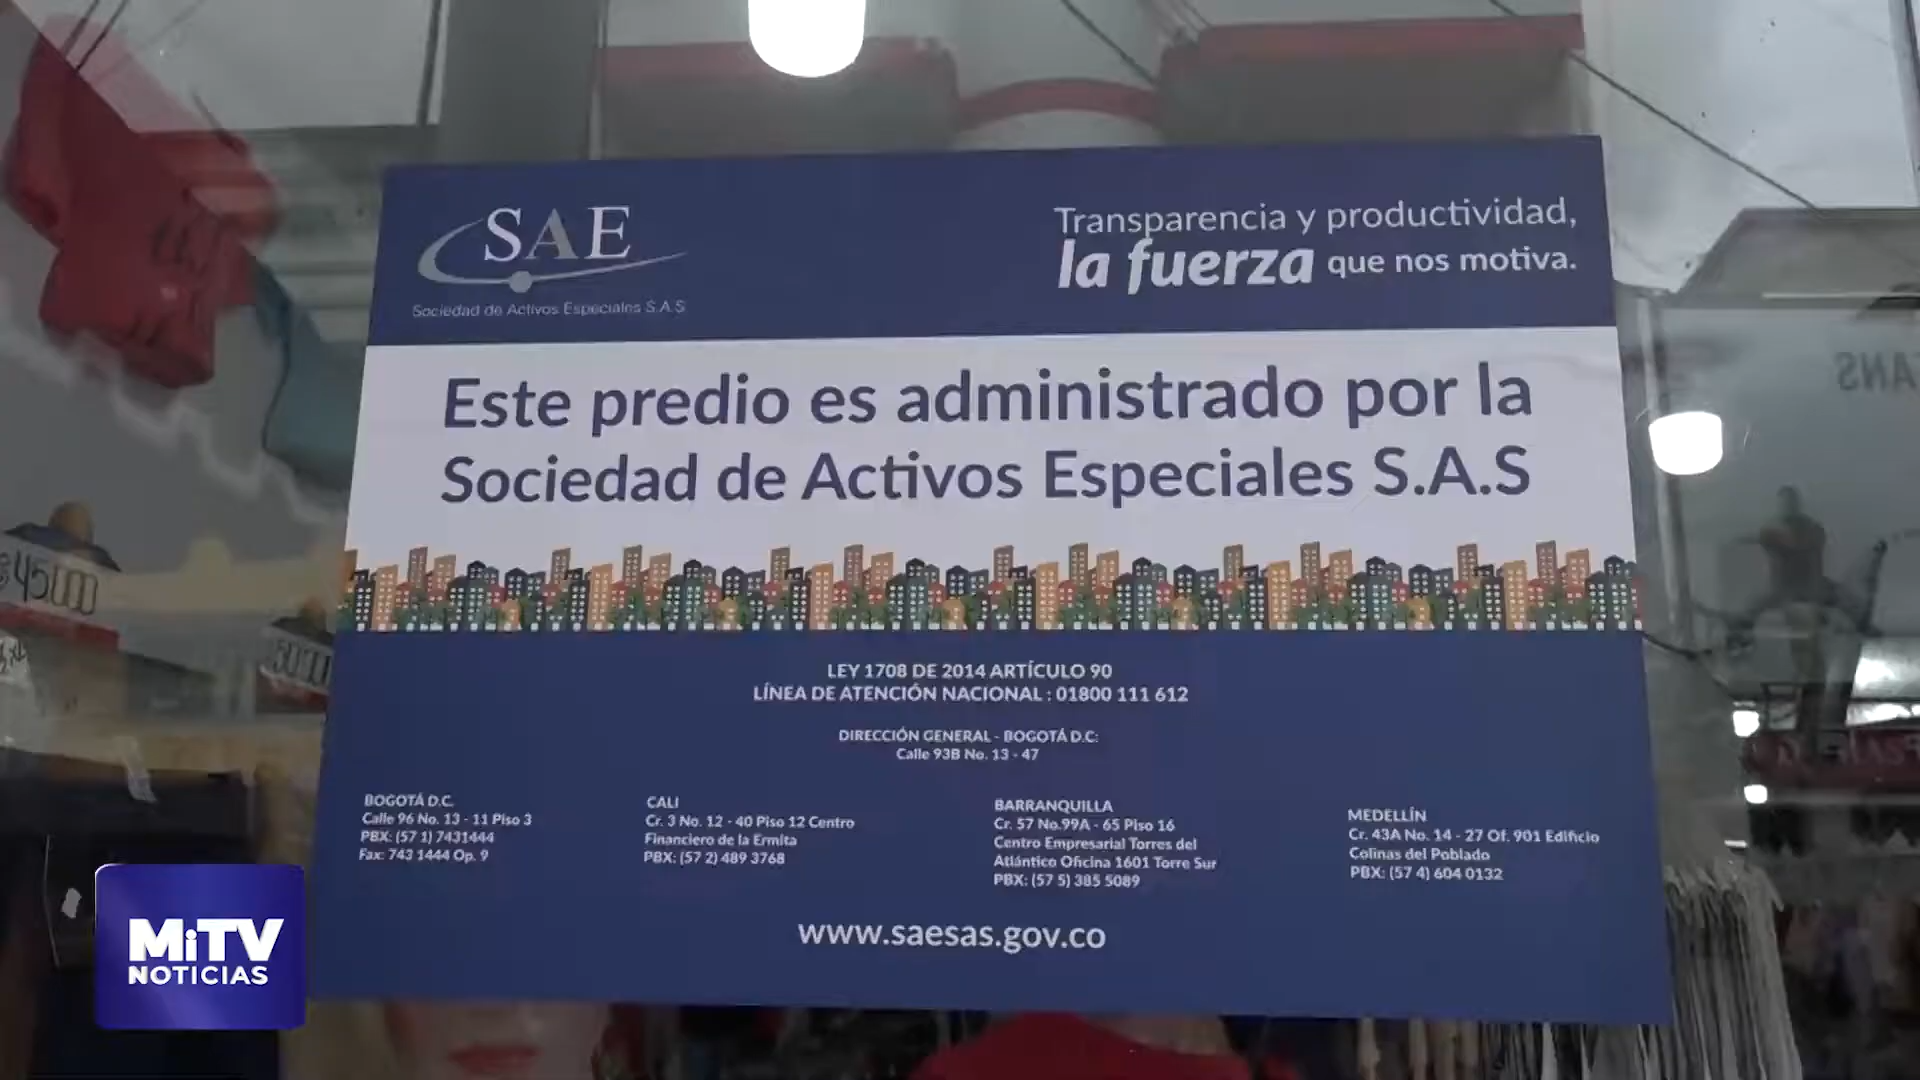 SAE
Sociedad de Activos Especiales S.A.S
Transparencia y productividad,
la fuerza que nos motiva.
Este predio es administrado por la
Sociedad de Activos Especiales S.A.S
LEY 1708 DE 2014 ARTÍCULO 90
LÍNEA DE ATENCIÓN NACIONAL : 01800 111 612
DIRECCIÓN GENERAL - BOGOTÁ D.C:
Calle 93B No. 13 - 47
BOGOTÁ D.C.
Calle 96 No. 13 - 11 Piso 3
PBX: (57 1) 7431444
Fax: 743 1444 Op. 9
CALI
Cr. 3 No. 12 - 40 Piso 12 Centro
Financiero de la Ermita
PBX: (57 2) 489 3768
BARRANQUILLA
Cr. 57 No.99A - 65 Piso 16
Centro Empresarial Torres del
Atlántico Oficina 1601 Torre Sur
PBX: (57 5) 385 5089
MEDELLÍN
Cr. 43A No. 14 - 27 Of. 901 Edificio
Colinas del Poblado
PBX: (57 4) 604 0132
www.saesas.gov.co
45000
MiTV
NOTICIAS